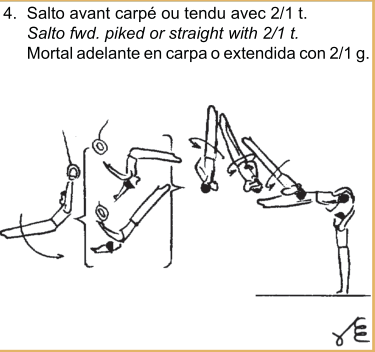 4. Salto avant carpé ou tendu avec 2/1 t.
Salto fwd. piked or straight with 2/1 t.
Mortal adelante en carpa o extendida con 2/1 g.